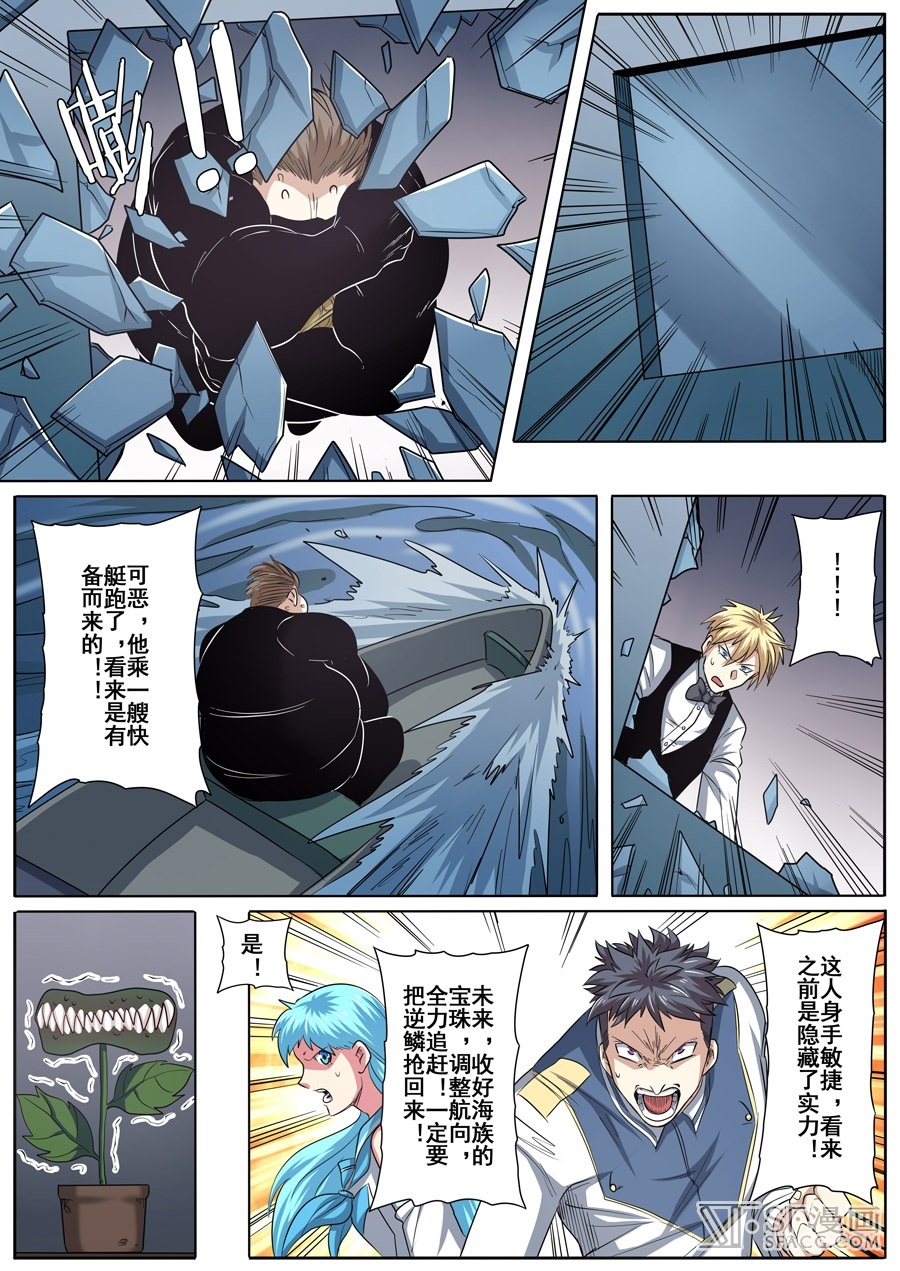 嘭！！
！！！
可恶，他乘一艘快
艇跑了，看来是有
备而来的！！
这人身手敏捷，看来
之前是隐藏了实力！
未来，收好海族的
宝珠，调整航向，
全力追赶！一定要
把逆鳞抢回来！
是！
SF漫画
SFACG.COM